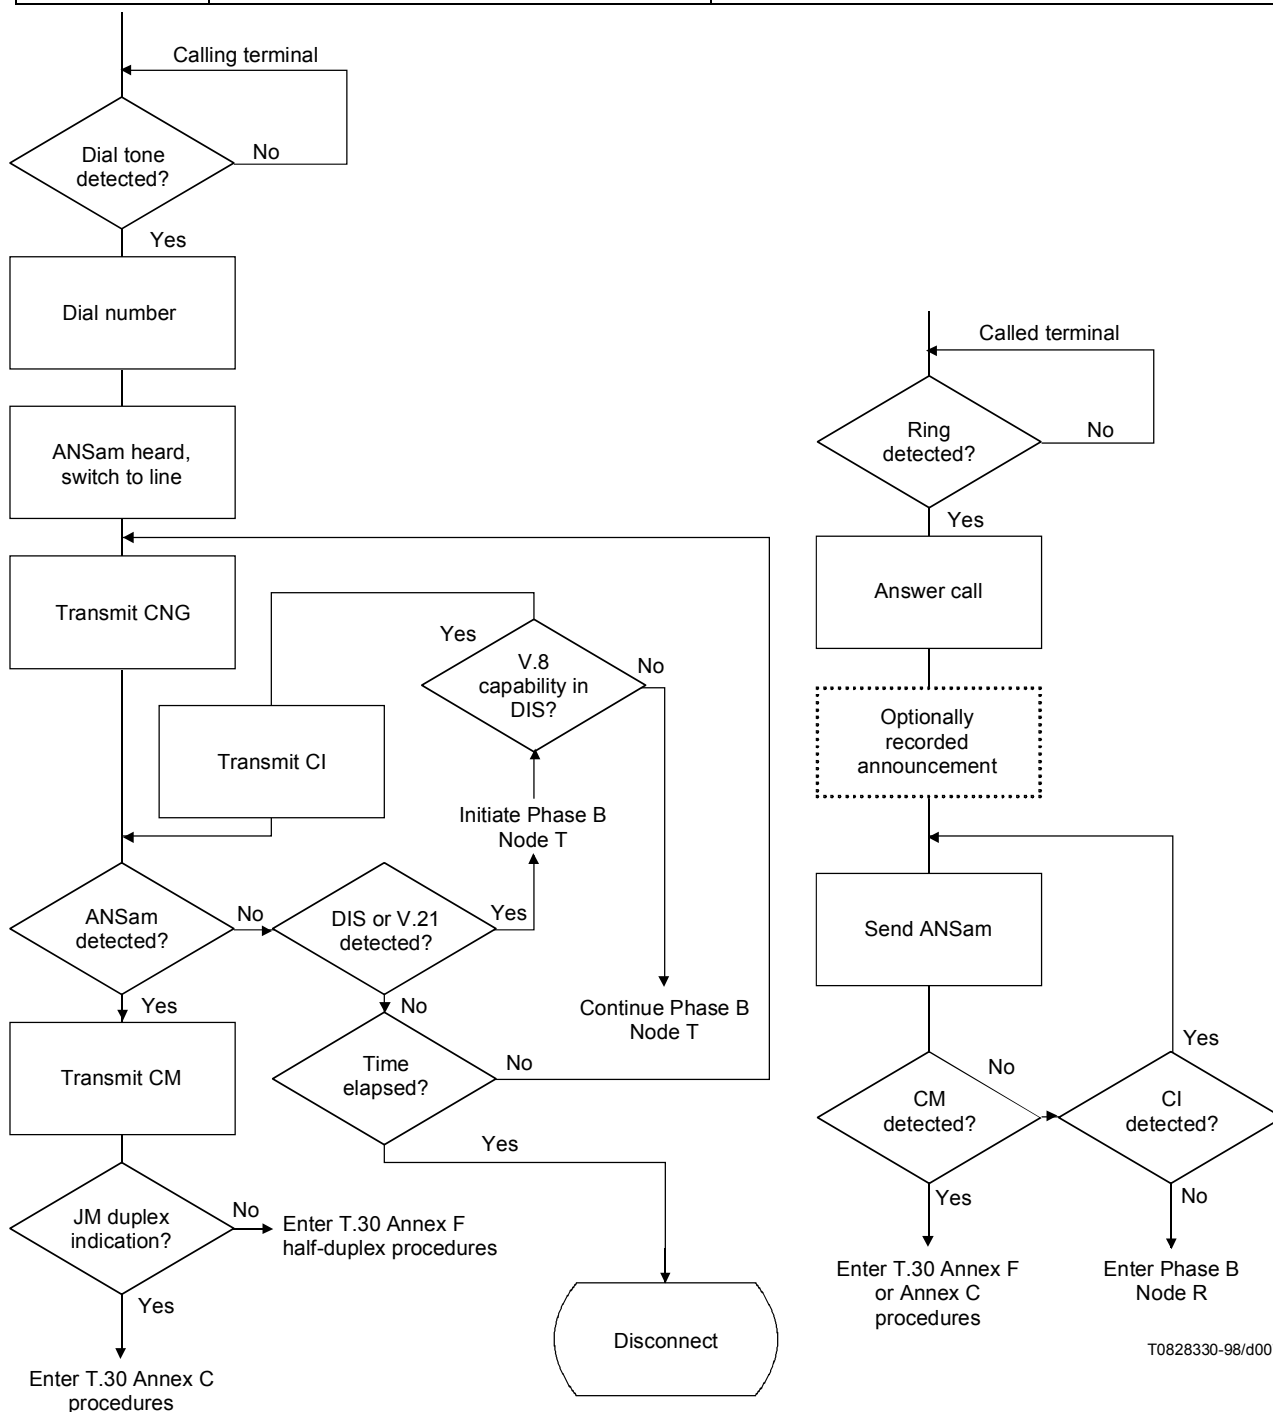 Calling terminal
Dial tone
detected?
No
Yes
Dial number
ANSam heard,
switch to line
Transmit CNG
Transmit CI
Yes
V.8
capability in
DIS?
No
Initiate Phase B
Node T
ANSam
detected?
No
DIS or V.21
detected?
Yes
Continue Phase B
Node T
Yes
No
Transmit CM
Time
elapsed?
No
Yes
JM duplex
indication?
No
Enter T.30 Annex F
half-duplex procedures
Yes
Disconnect
Enter T.30 Annex C
procedures
Called terminal
Ring
detected?
No
Yes
Answer call
Optionally
recorded
announcement
Send ANSam
CM
detected?
No
CI
detected?
Yes
Yes
No
Enter T.30 Annex F
or Annex C
procedures
Enter Phase B
Node R
T0828330-98/d00